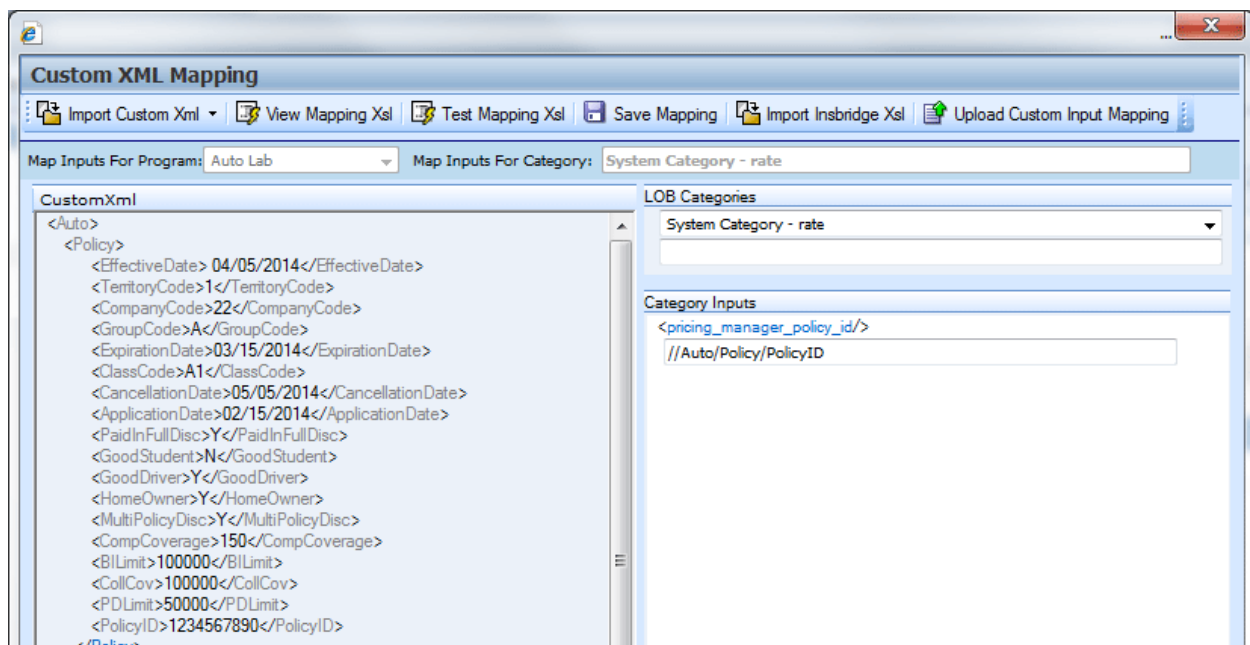 ...
Custom XML Mapping
Import Custom Xml View Mapping Xsl Test Mapping Xsl Save Mapping Import Insbridge Xsl Upload Custom Input Mapping
Map Inputs For Program: Auto Lab Map Inputs For Category: System Category - rate
CustomXml
<Auto>
<Policy>
<EffectiveDate> 04/05/2014</EffectiveDate>
<TerritoryCode>1</TerritoryCode>
<CompanyCode>22</CompanyCode>
<GroupCode>A</GroupCode>
<ExpirationDate>03/15/2014</ExpirationDate>
<ClassCode>A1</ClassCode>
<CancellationDate>05/05/2014</CancellationDate>
<ApplicationDate>02/15/2014</ApplicationDate>
<PaidInFullDisc>Y</PaidInFullDisc>
<GoodStudent>N</GoodStudent>
<GoodDriver>Y</GoodDriver>
<HomeOwner>Y</HomeOwner>
<MultiPolicyDisc>Y</MultiPolicyDisc>
<CompCoverage>150</CompCoverage>
<BILimit>100000</BILimit>
<CollCov>100000</CollCov>
<PDLimit>50000</PDLimit>
<PolicyID>1234567890</PolicyID>
</Policy>
LOB Categories
System Category - rate
Category Inputs
<pricing_manager_policy_id/>
//Auto/Policy/PolicyID